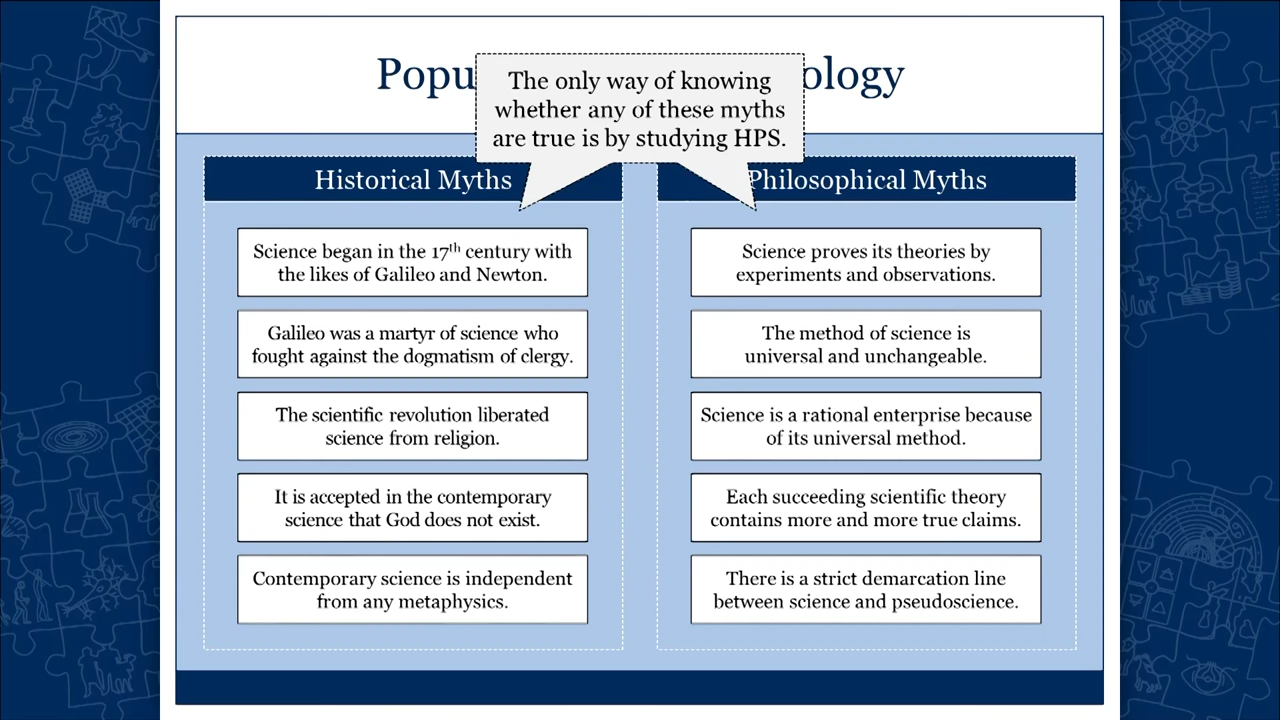 Popu
ology
The only way of knowing
whether any of these myths
are true is by studying HPS.
Historical Myths
Science began in the 17th century with
the likes of Galileo and Newton.
Galileo was a martyr of science who
fought against the dogmatism of clergy.
The scientific revolution liberated
science from religion.
It is accepted in the contemporary
science that God does not exist.
Contemporary science is independent
from any metaphysics.
Philosophical Myths
Science proves its theories by
experiments and observations.
The method of science is
universal and unchangeable.
Science is a rational enterprise because
of its universal method.
Each succeeding scientific theory
contains more and more true claims.
There is a strict demarcation line
between science and pseudoscience.